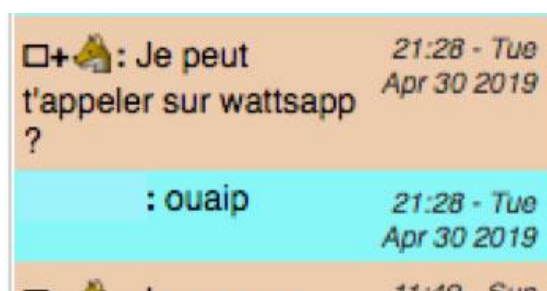 □+🐴: Je peut
t'appeler sur wattsapp
?
21:28 - Tue
Apr 30 2019
: ouaip
21:28 - Tue
Apr 30 2019